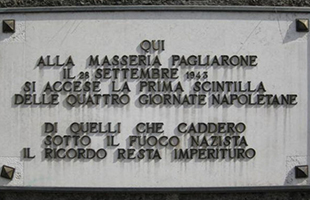 QUI
ALLA MASSERIA PAGLIARONE
IL 28 SETTEMBRE 1943
SI ACCESE LA PRIMA SCINTILLA
DELLE QUATTRO GIORNATE NAPOLETANE
DI QUELLI CHE CADDERO
SOTTO IL FUOCO NAZISTA
IL RICORDO RESTA IMPERITURO